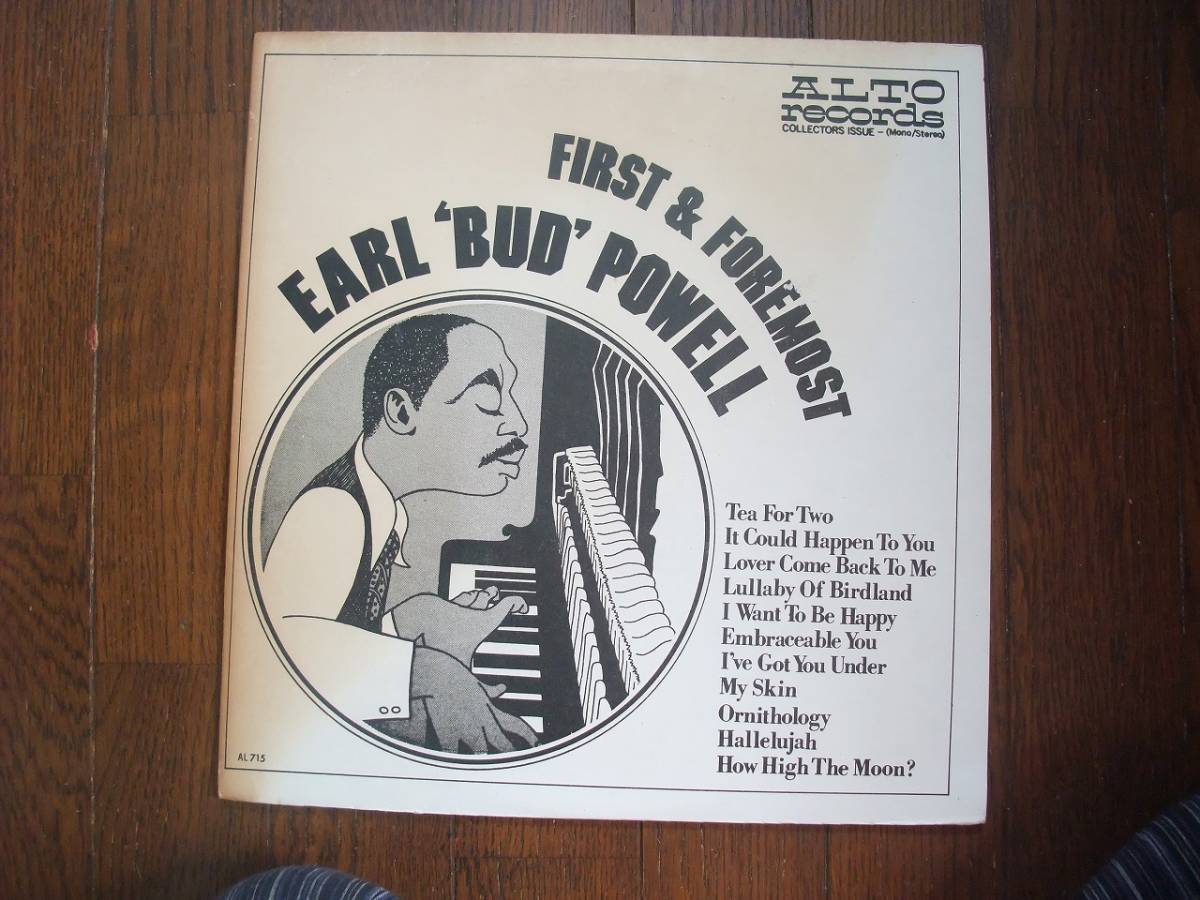 ALTO
records
COLLECTORS ISSUE - (Mono/Stereo)
FIRST & FOREMOST
EARL 'BUD' POWELL
Tea For Two
It Could Happen To You
Lover Come Back To Me
Lullaby Of Birdland
I Want To Be Happy
Embraceable You
I've Got You Under
My Skin
Ornithology
Hallelujah
How High The Moon?
AL 715